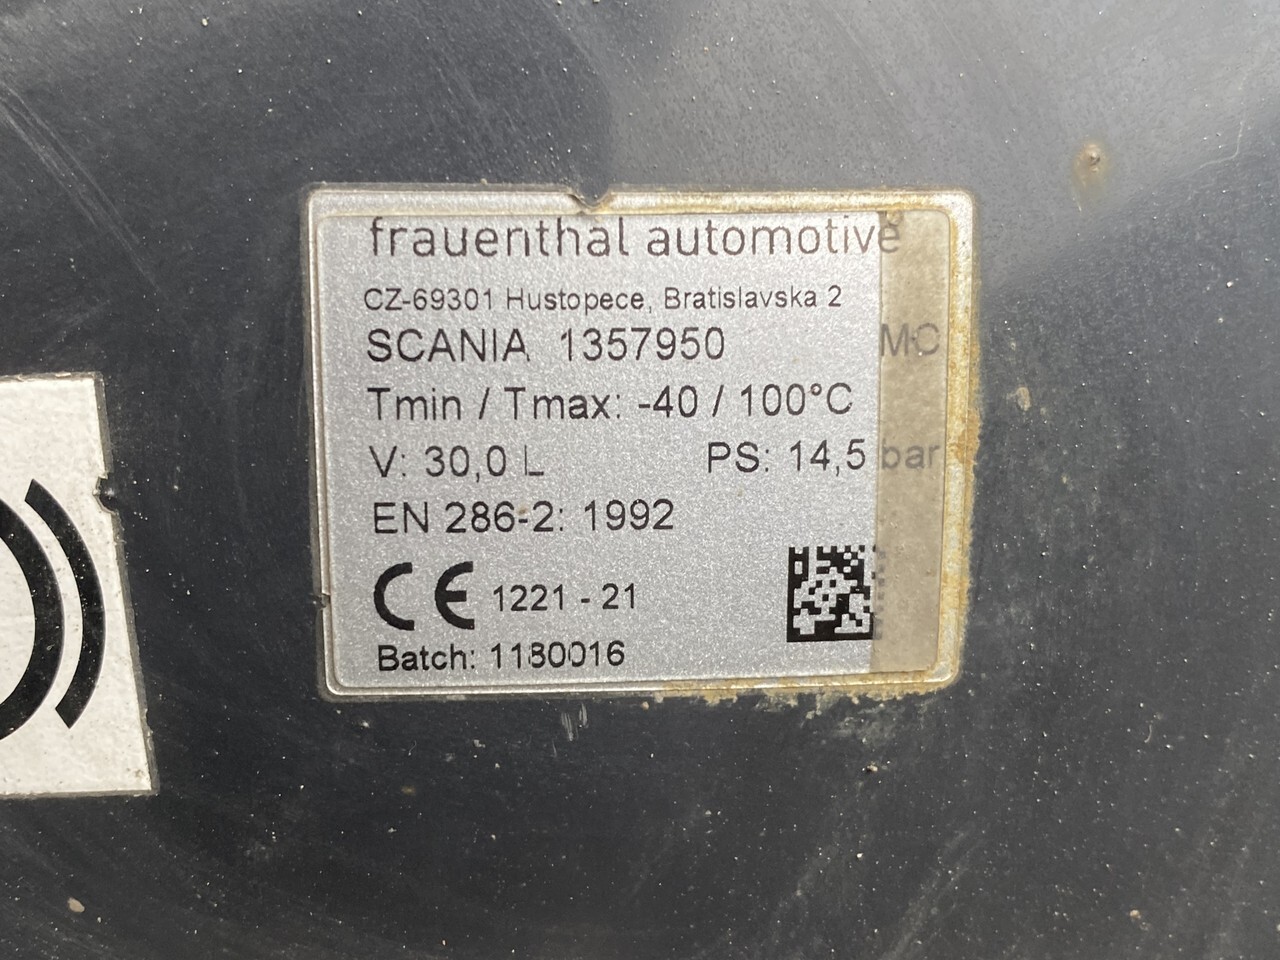 frauenthal automotive
CZ-69301 Hustopece, Bratislavska 2
SCANIA 1357950 MC
Tmin / Tmax: -40 / 100°C
V: 30,0 L PS: 14,5 bar
EN 286-2: 1992
CE 1221 - 21
Batch: 1180016